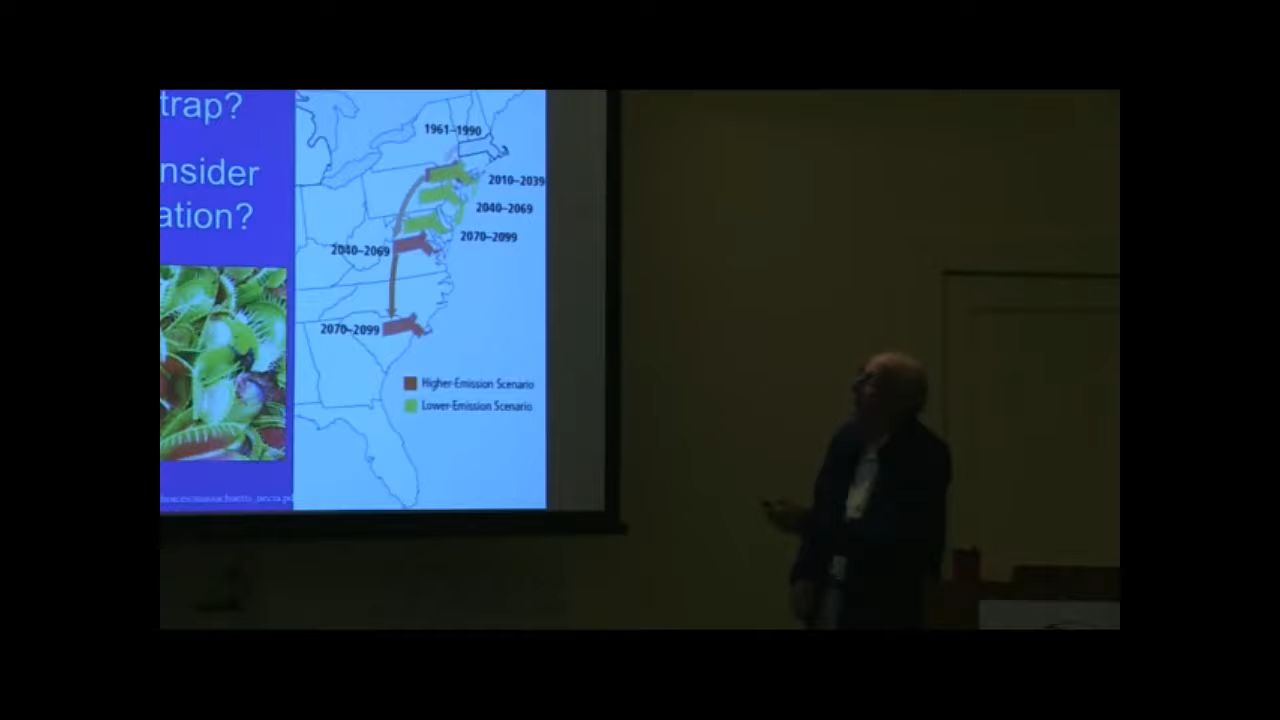 trap?
nsider
ation?
1961–1990
2010–2039
2040–2069
2070–2099
2040–2069
2070–2099
Higher-Emission Scenario
Lower-Emission Scenario